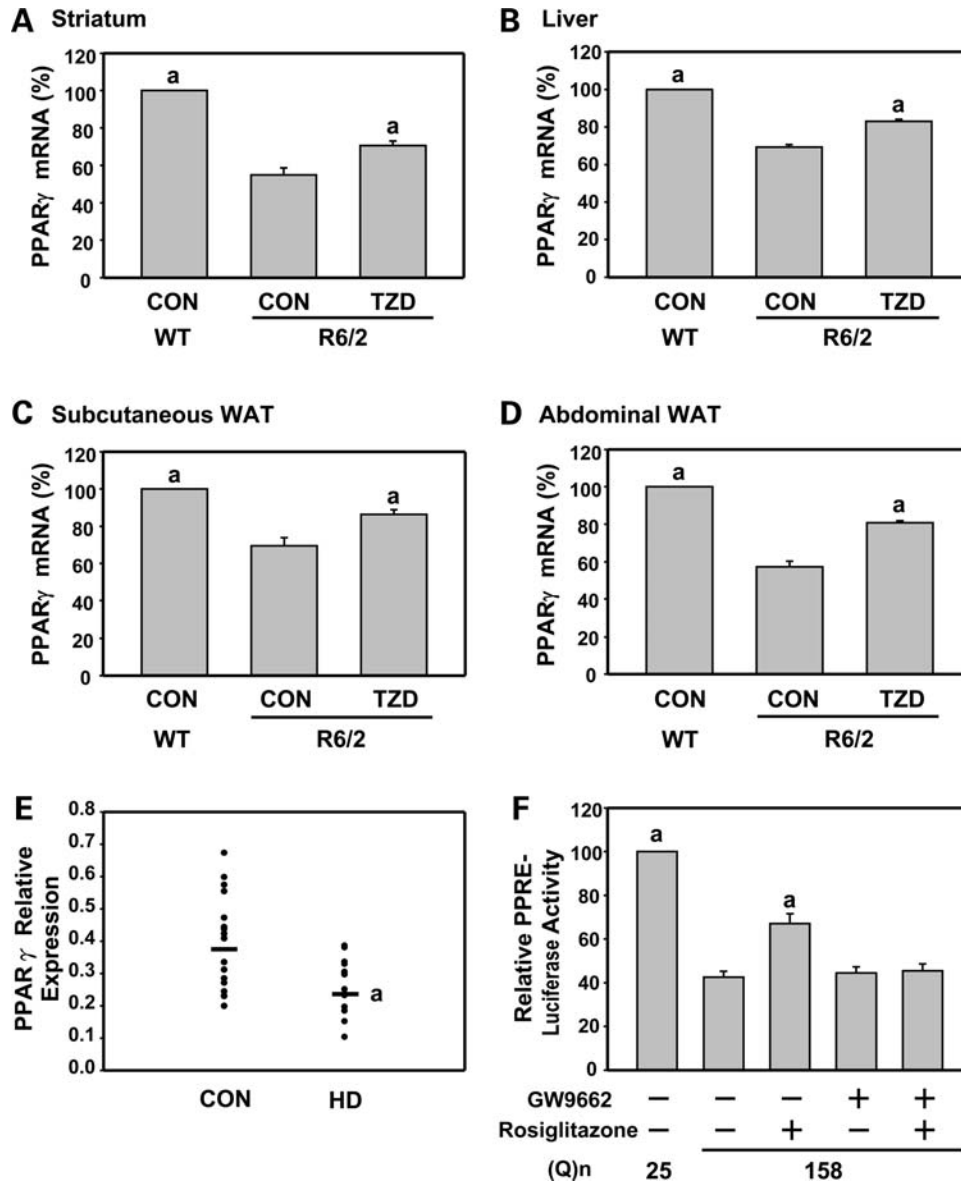 A Striatum
PPARγ mRNA (%)
120
100
80
60
40
20
0
a
a
CON
CON
TZD
WT
R6/2
B Liver
PPARγ mRNA (%)
120
100
80
60
40
20
0
a
a
CON
CON
TZD
WT
R6/2
C Subcutaneous WAT
PPARγ mRNA (%)
120
100
80
60
40
20
0
a
a
CON
CON
TZD
WT
R6/2
D Abdominal WAT
PPARγ mRNA (%)
120
100
80
60
40
20
0
a
a
CON
CON
TZD
WT
R6/2
E
PPARγ Relative
Expression
0.8
0.7
0.6
0.5
0.4
0.3
0.2
0.1
0.0
a
CON
HD
F
Relative PPRE-
Luciferase Activity
120
100
80
60
40
20
0
a
a
GW9662 − − − + +
Rosiglitazone − − + − +
(Q)n 25 158